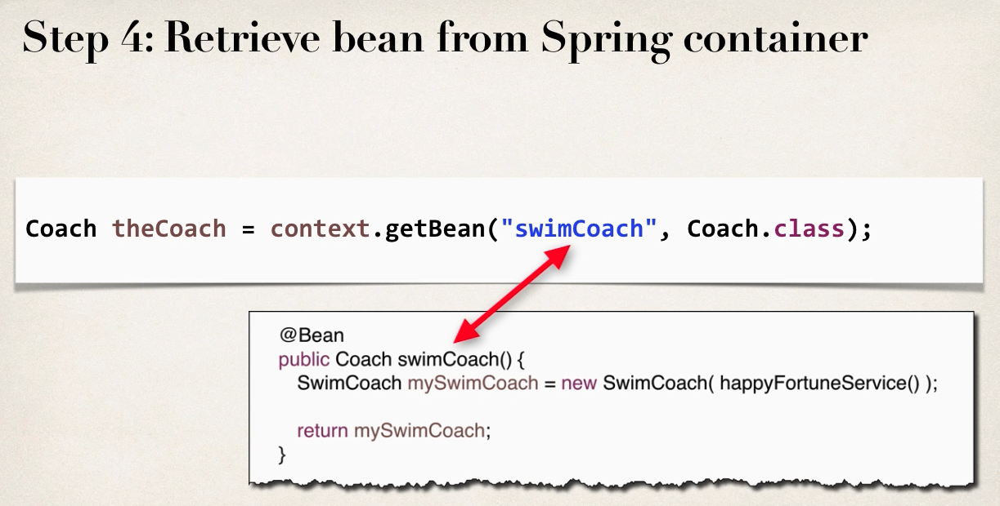 Step 4: Retrieve bean from Spring container
Coach theCoach = context.getBean("swimCoach", Coach.class);
@Bean
public Coach swimCoach() {
SwimCoach mySwimCoach = new SwimCoach( happyFortuneService() );
return mySwimCoach;
}